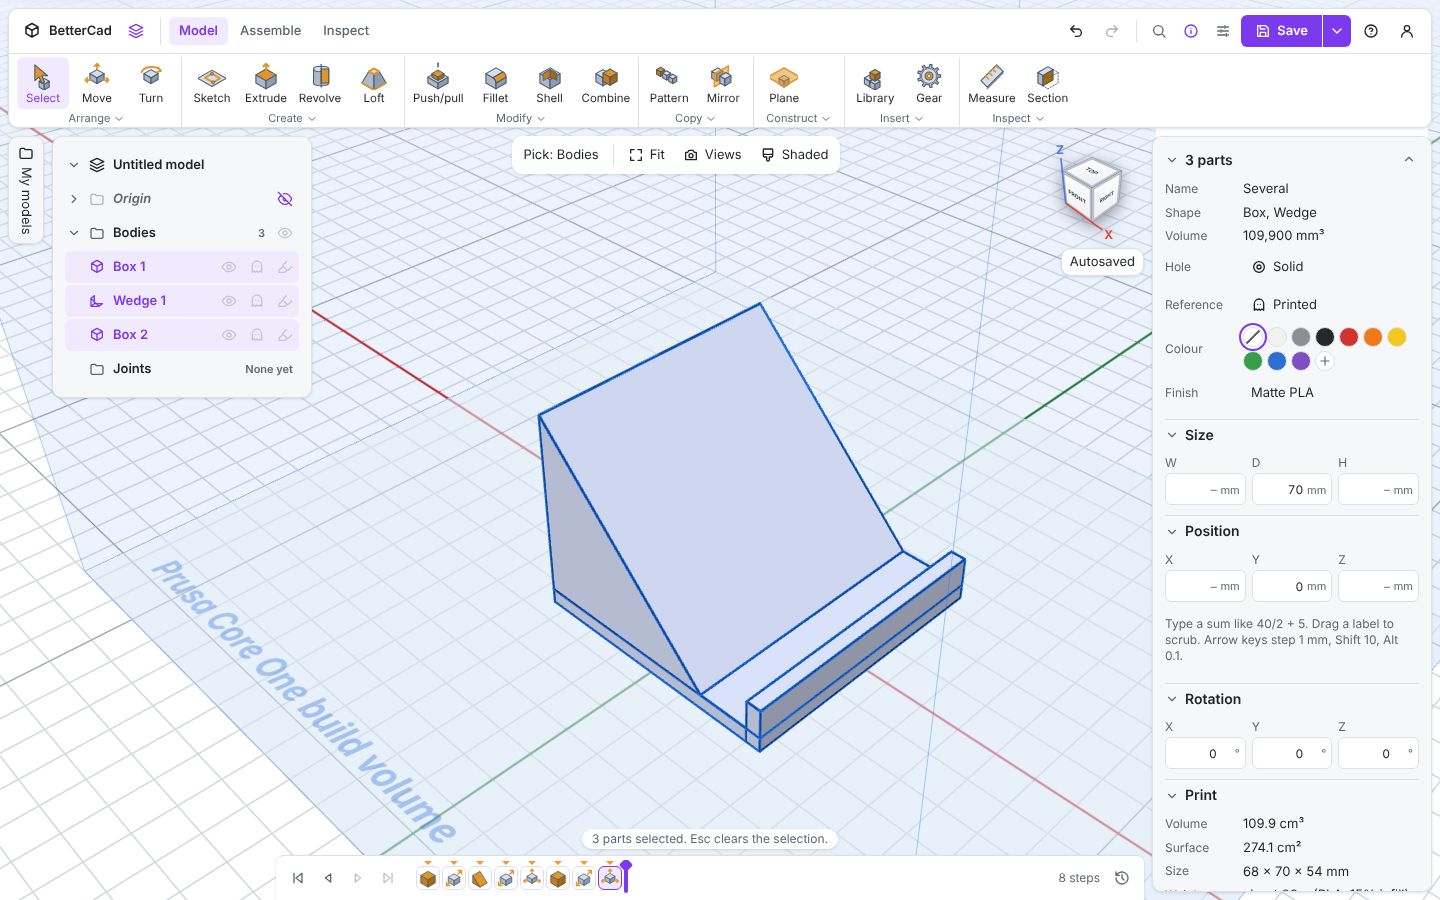 BetterCad
Model
Assemble
Inspect
Save
Select
Move
Turn
Sketch
Extrude
Revolve
Loft
Push/pull
Fillet
Shell
Combine
Pattern
Mirror
Plane
Library
Gear
Measure
Section
Arrange
Create
Modify
Copy
Construct
Insert
Inspect
My models
Untitled model
Origin
Bodies 3
Box 1
Wedge 1
Box 2
Joints None yet
Pick: Bodies
Fit
Views
Shaded
Z
TOP
FRONT
RIGHT
X
Autosaved
Prusa Core One build volume
3 parts
Name Several
Shape Box, Wedge
Volume 109,900 mm³
Hole Solid
Reference Printed
Colour
Finish Matte PLA
Size
W D H
– mm 70 mm – mm
Position
X Y Z
– mm 0 mm – mm
Type a sum like 40/2 + 5. Drag a label to
scrub. Arrow keys step 1 mm, Shift 10, Alt
0.1.
Rotation
X Y Z
0 ° 0 ° 0 °
Print
Volume 109.9 cm³
Surface 274.1 cm²
Size 68 × 70 × 54 mm
3 parts selected. Esc clears the selection.
8 steps